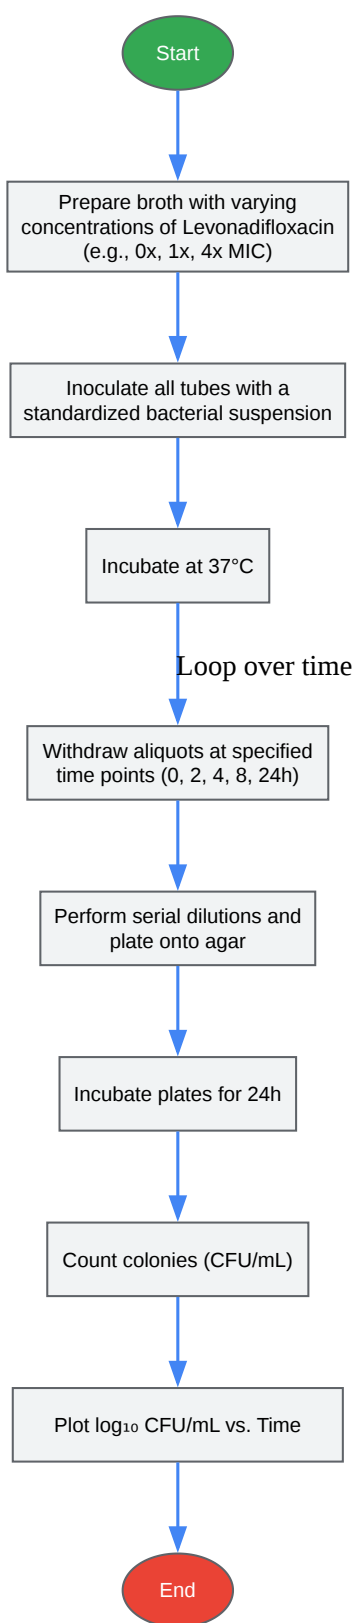 Start
Prepare broth with varying
concentrations of Levonadifloxacin
(e.g., 0x, 1x, 4x MIC)
Inoculate all tubes with a
standardized bacterial suspension
Incubate at 37°C
Loop over time
Withdraw aliquots at specified
time points (0, 2, 4, 8, 24h)
Perform serial dilutions and
plate onto agar
Incubate plates for 24h
Count colonies (CFU/mL)
Plot log₁₀ CFU/mL vs. Time
End